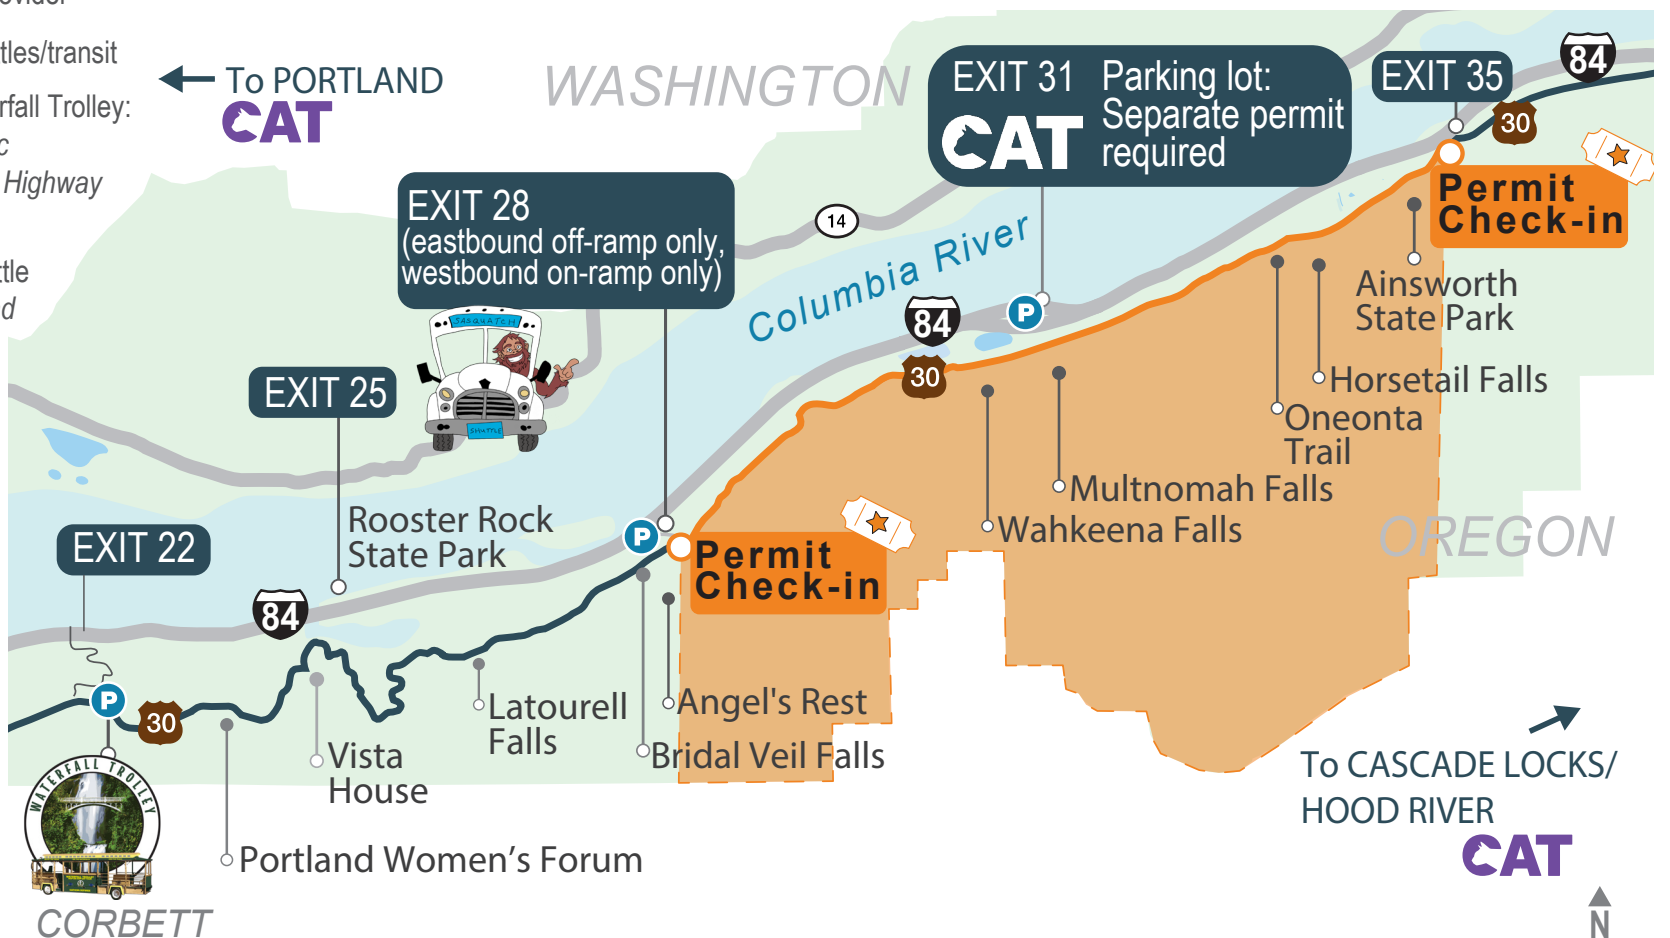 tles/transit
rfall Trolley:
c
Highway
tle
d
To PORTLAND
CAT
WASHINGTON
EXIT 31
CAT
Parking lot:
Separate permit
required
EXIT 35
84
30
Permit
Check-in
EXIT 28
(eastbound off-ramp only,
westbound on-ramp only)
14
Columbia River
84
P
30
SASQUATCH
SHUTTLE
EXIT 25
Ainsworth
State Park
Horsetail Falls
Oneonta
Trail
Multnomah Falls
Wahkeena Falls
OREGON
Rooster Rock
State Park
EXIT 22
84
P
Permit
Check-in
P
30
Latourell
Falls
Angel's Rest
Bridal Veil Falls
Vista
House
Portland Women's Forum
WATERFALL TROLLEY
CORBETT
To CASCADE LOCKS/
HOOD RIVER
CAT
N